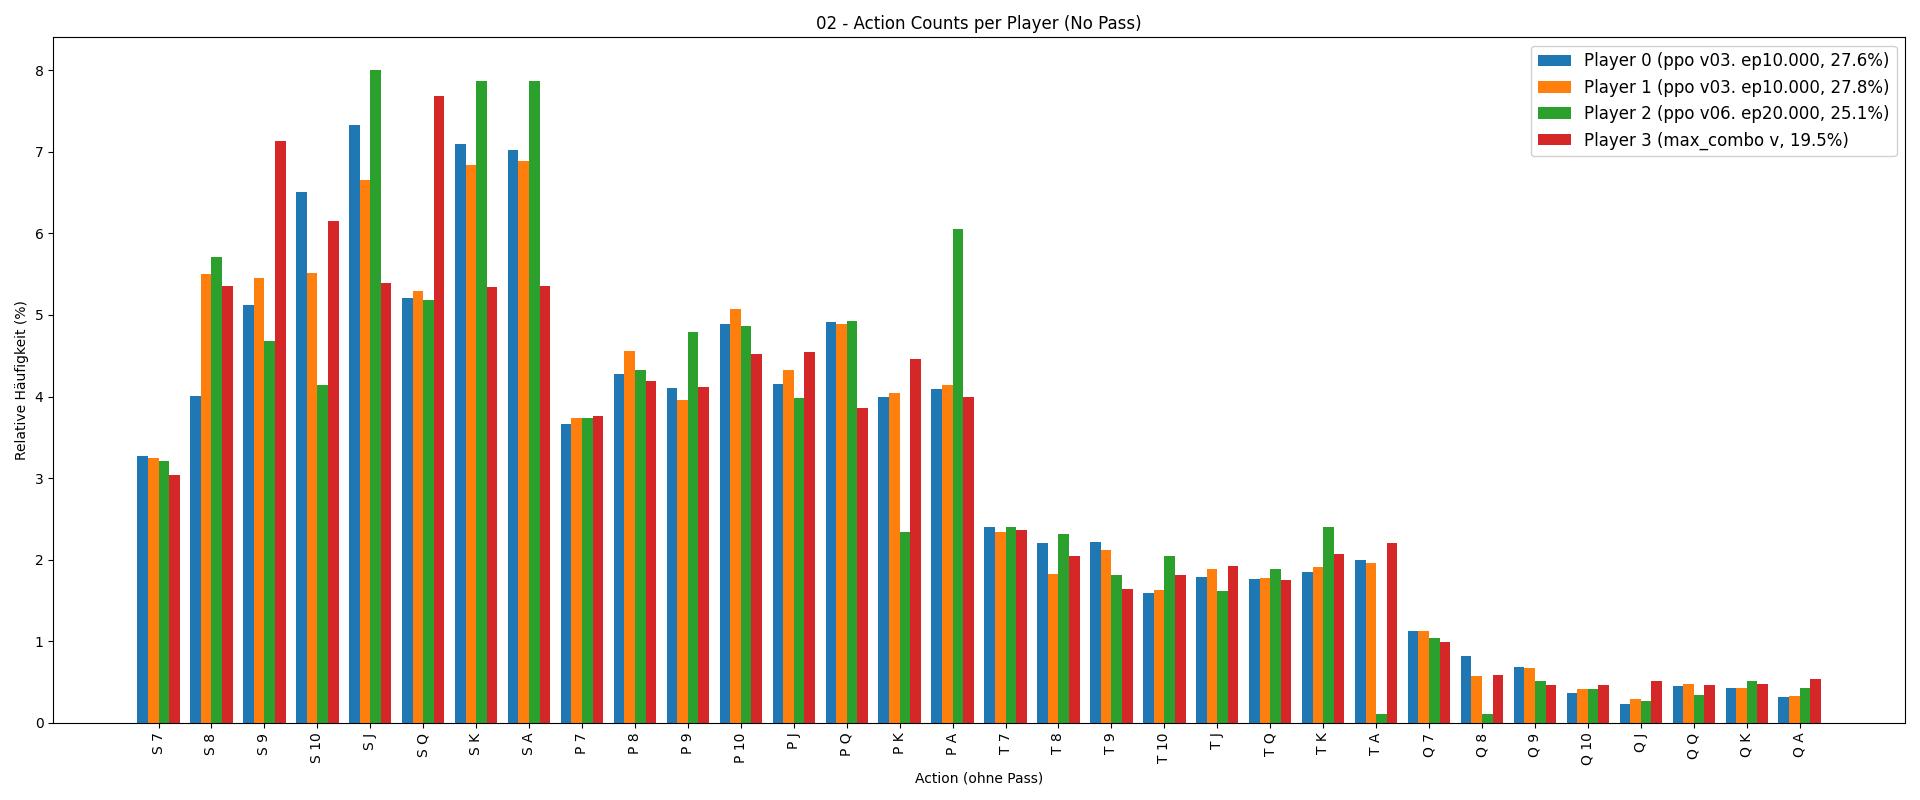 02 - Action Counts per Player (No Pass)
Player 0 (ppo v03. ep10.000, 27.6%)
Player 1 (ppo v03. ep10.000, 27.8%)
Player 2 (ppo v06. ep20.000, 25.1%)
Player 3 (max_combo v, 19.5%)
Relative Häufigkeit (%)
8
7
6
5
4
3
2
1
0
S 7
S 8
S 9
S 10
S J
S Q
S K
S A
P 7
P 8
P 9
P 10
P J
P Q
P K
P A
T 7
T 8
T 9
T 10
T J
T Q
T K
T A
Q 7
Q 8
Q 9
Q 10
Q J
Q Q
Q K
Q A
Action (ohne Pass)